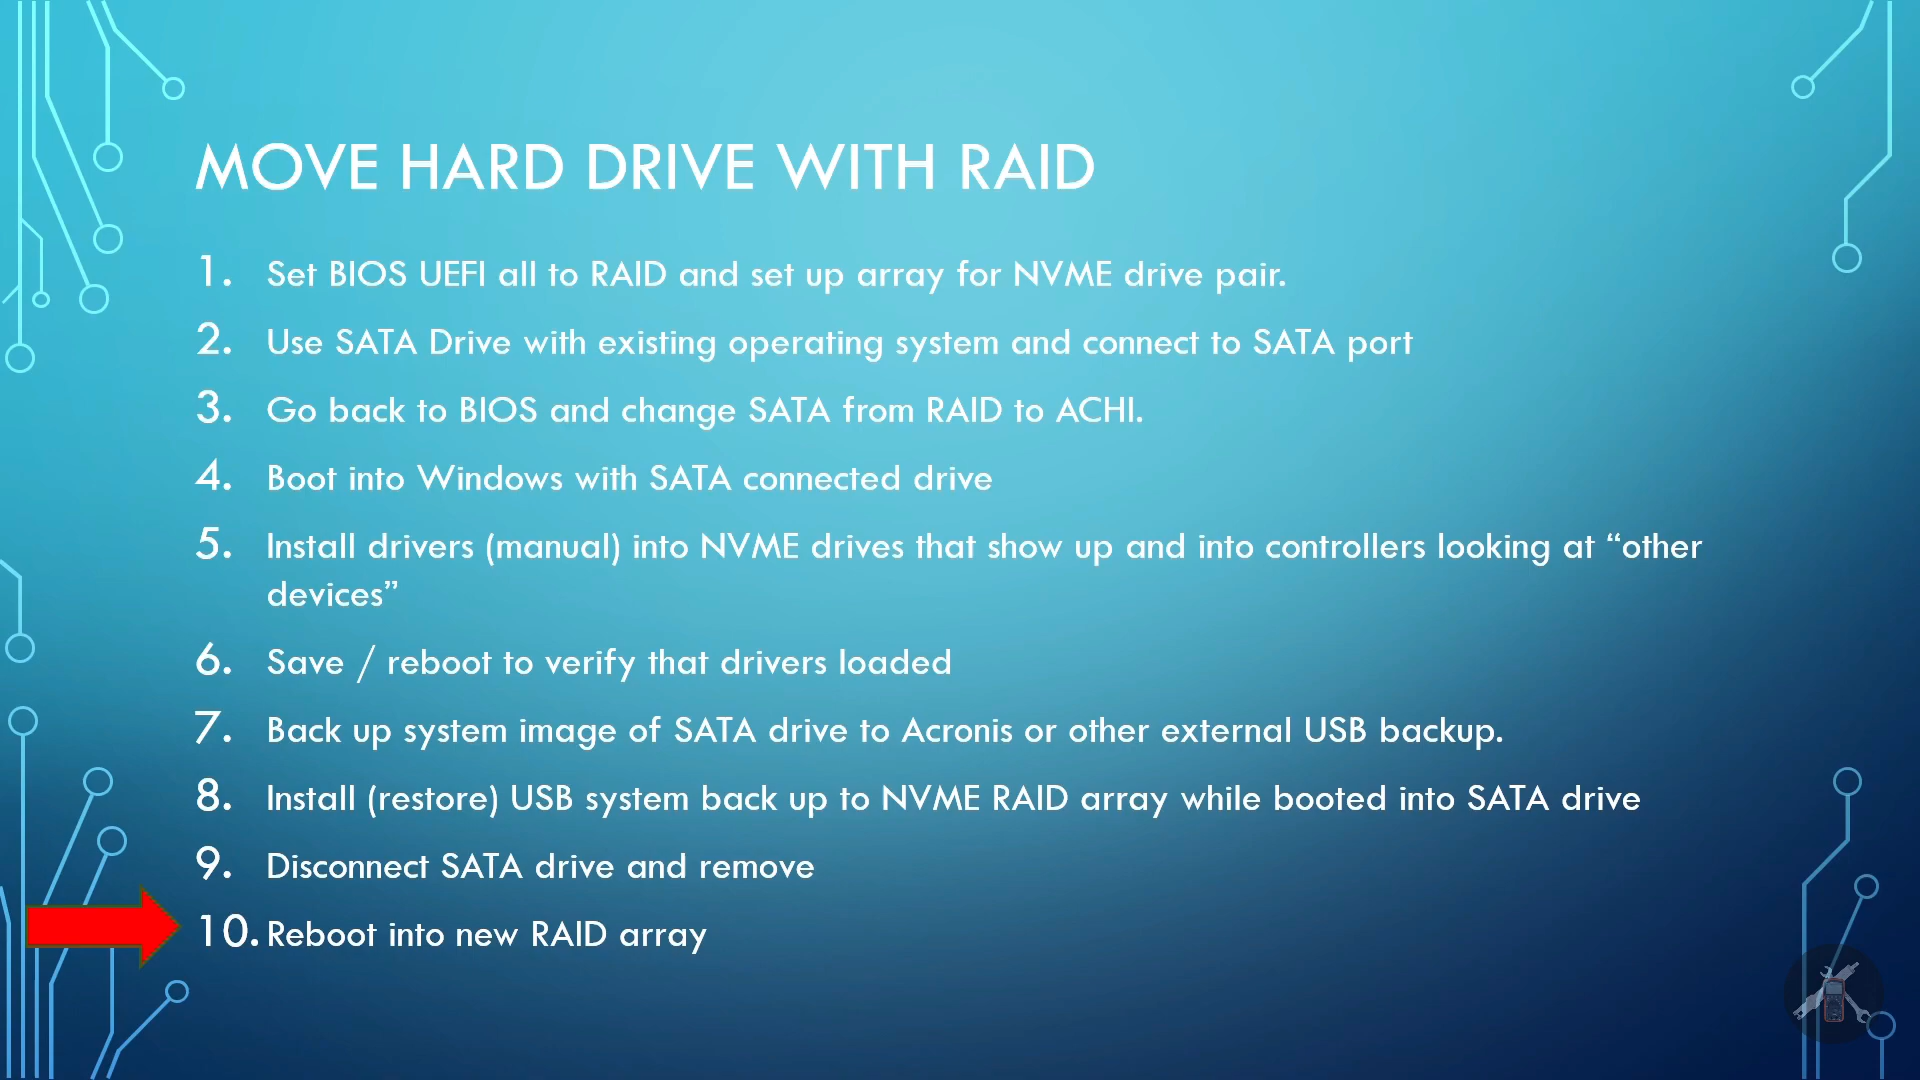 MOVE HARD DRIVE WITH RAID
1. Set BIOS UEFI all to RAID and set up array for NVME drive pair.
2. Use SATA Drive with existing operating system and connect to SATA port
3. Go back to BIOS and change SATA from RAID to ACHI.
4. Boot into Windows with SATA connected drive
5. Install drivers (manual) into NVME drives that show up and into controllers looking at “other
devices”
6. Save / reboot to verify that drivers loaded
7. Back up system image of SATA drive to Acronis or other external USB backup.
8. Install (restore) USB system back up to NVME RAID array while booted into SATA drive
9. Disconnect SATA drive and remove
10. Reboot into new RAID array